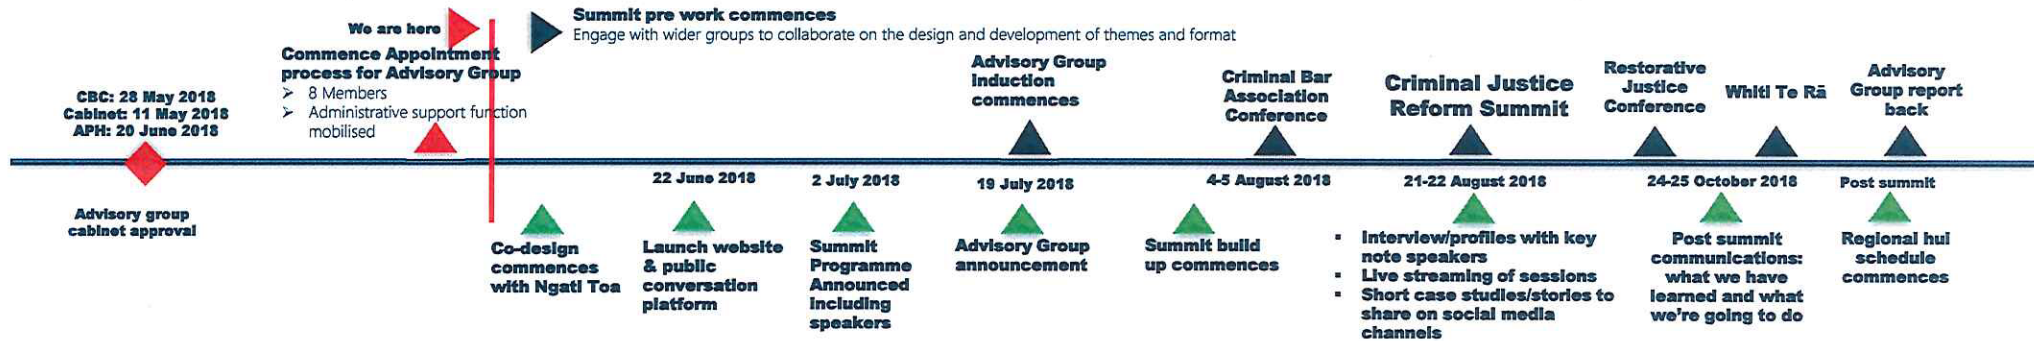 We are here
Summit pre work commences
Engage with wider groups to collaborate on the design and development of themes and format
Commence Appointment
process for Advisory Group
➢ 8 Members
➢ Administrative support function
mobilised
CBC: 28 May 2018
Cabinet: 11 May 2018
APH: 20 June 2018
Advisory Group
Induction
commences
Criminal Bar
Association
Conference
Criminal Justice
Reform Summit
Restorative
Justice
Conference
Whiti Te Rā
Advisory
Group report
back
22 June 2018
2 July 2018
19 July 2018
4-5 August 2018
21-22 August 2018
24-25 October 2018
Post summit
Advisory group
cabinet approval
Co-design
commences
with Ngati Toa
Launch website
& public
conversation
platform
Summit
Programme
Announced
including
speakers
Advisory Group
announcement
Summit build
up commences
▪ Interview/profiles with key
note speakers
▪ Live streaming of sessions
▪ Short case studies/stories to
share on social media
channels
Post summit
communications:
what we have
learned and what
we're going to do
Regional hui
schedule
commences